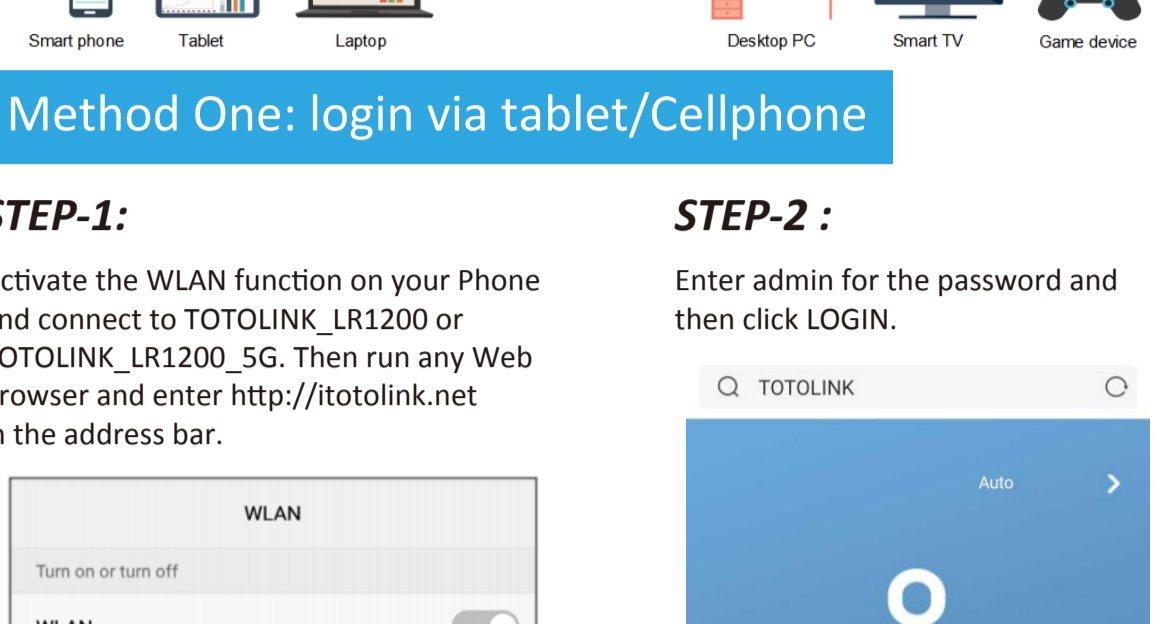 Smart phone Tablet Laptop Desktop PC Smart TV Game device
Method One: login via tablet/Cellphone
STEP-1:
ctivate the WLAN function on your Phone
nd connect to TOTOLINK_LR1200 or
OTOLINK_LR1200_5G. Then run any Web
rowser and enter http://itotolink.net
n the address bar.
WLAN
Turn on or turn off
WLAN
STEP-2 :
Enter admin for the password and
then click LOGIN.
TOTOLINK
Auto
O